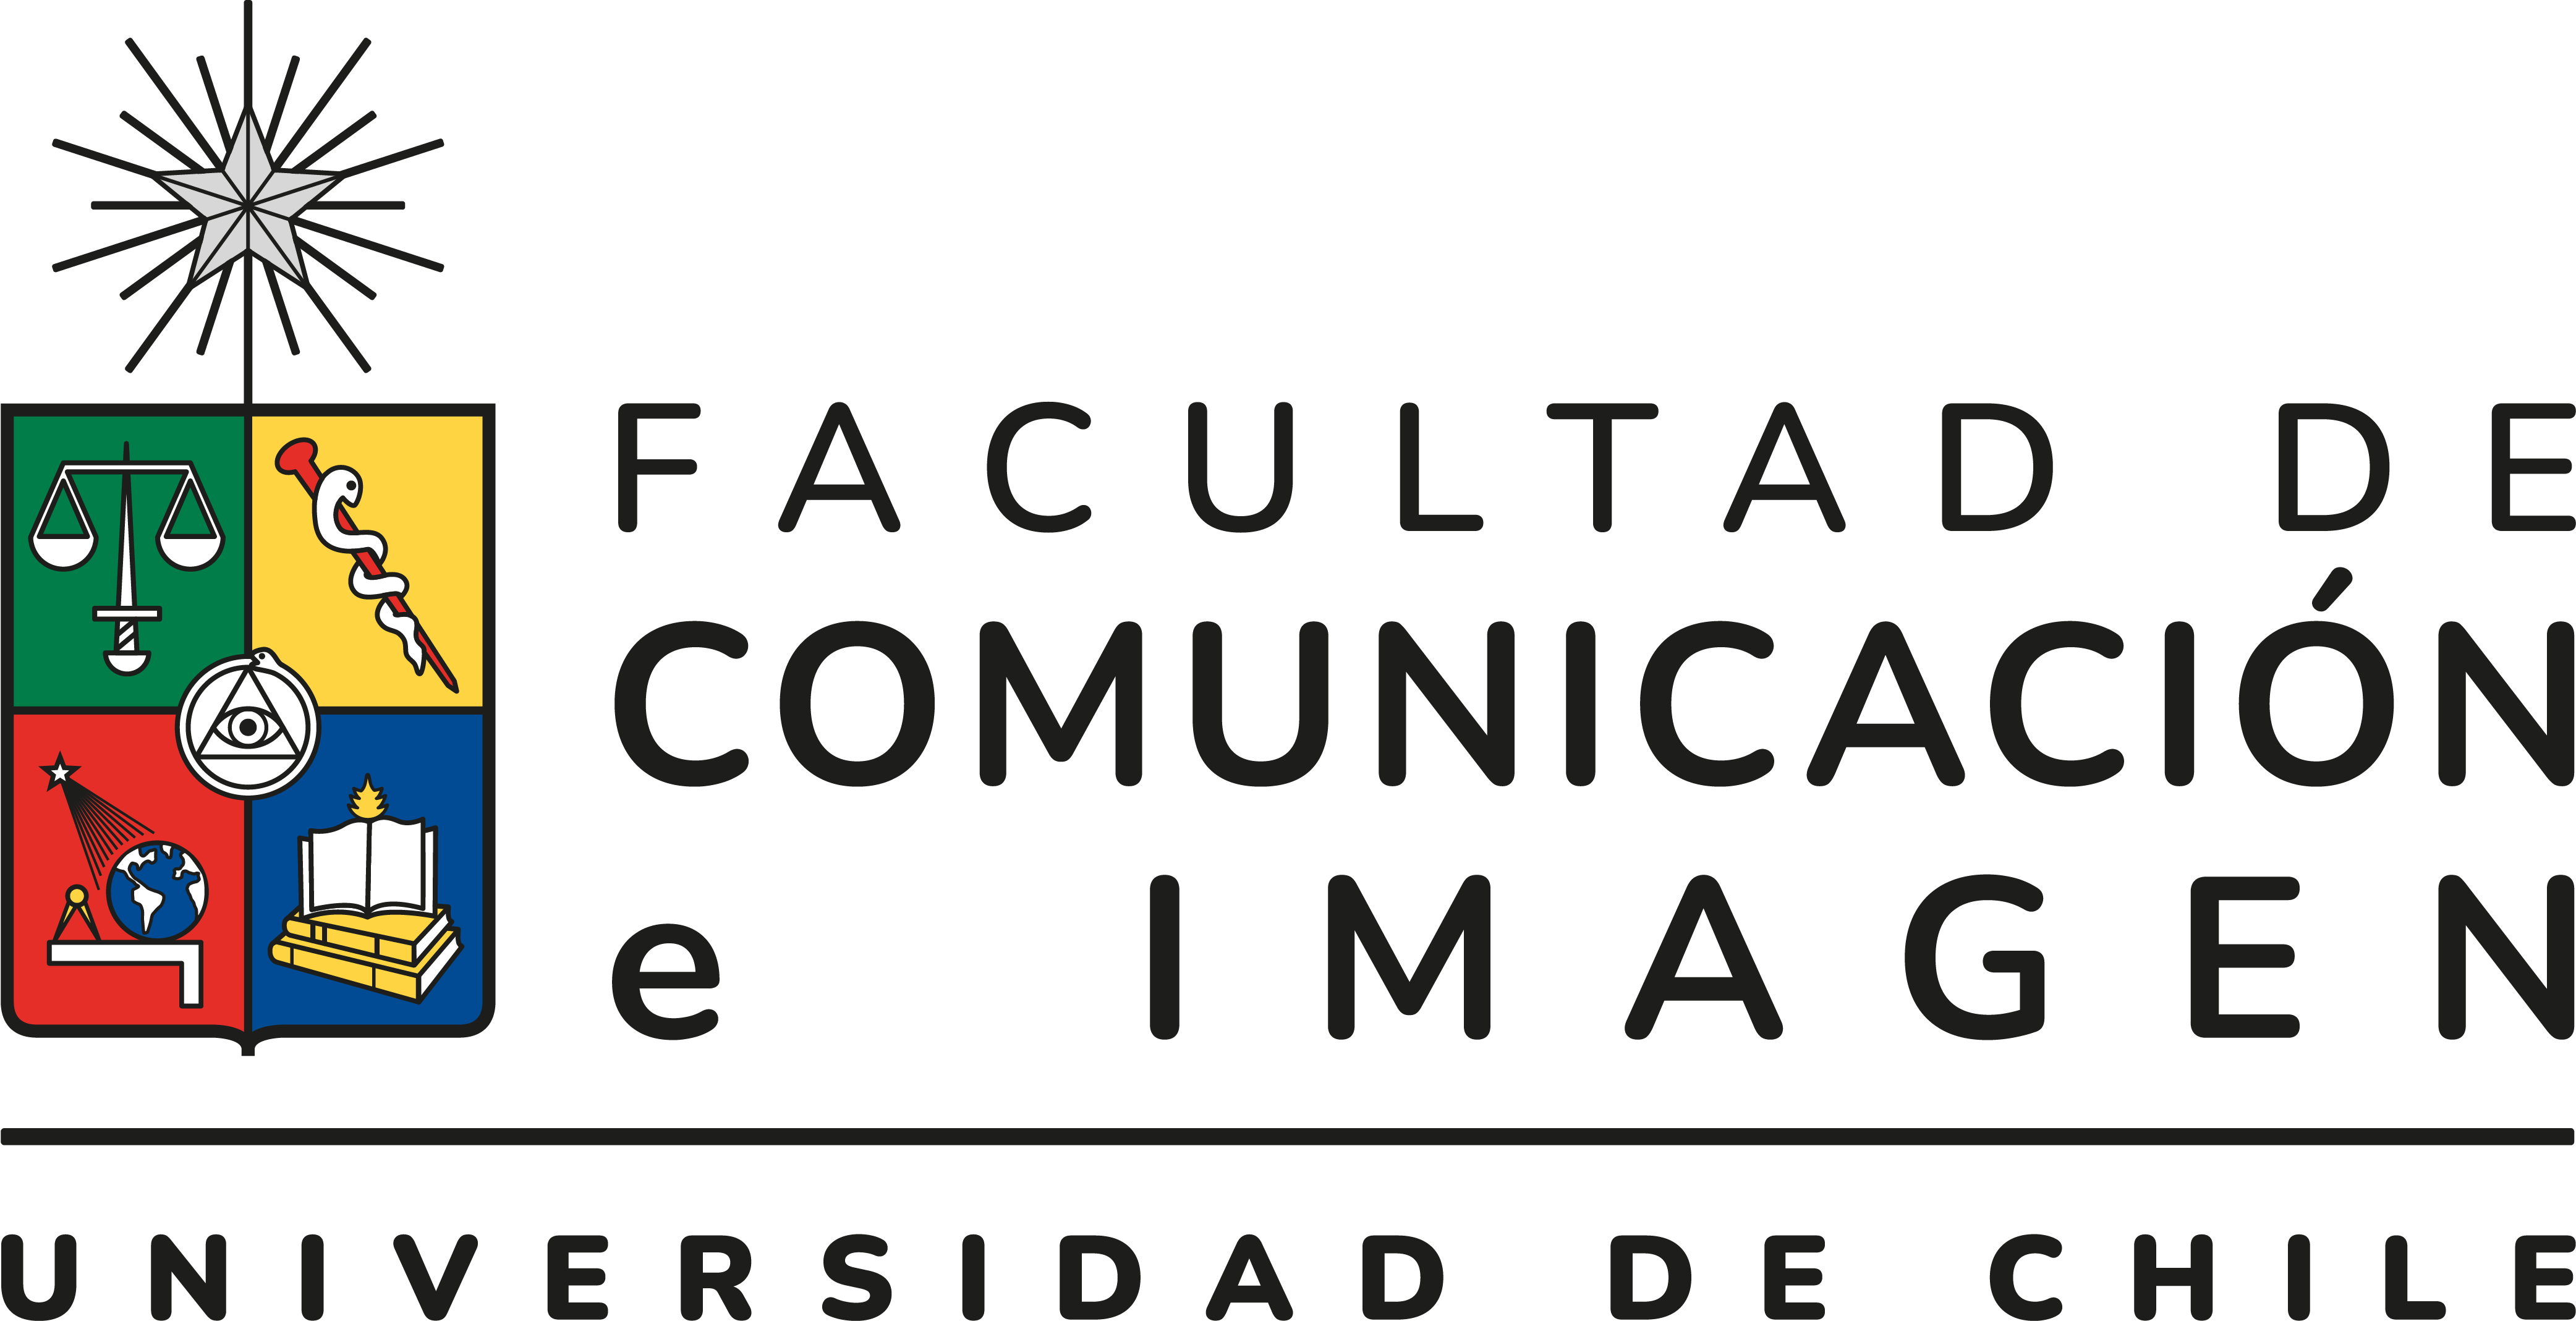 FACULTAD DE
COMUNICACIÓN
e IMAGEN
UNIVERSIDAD DE CHILE